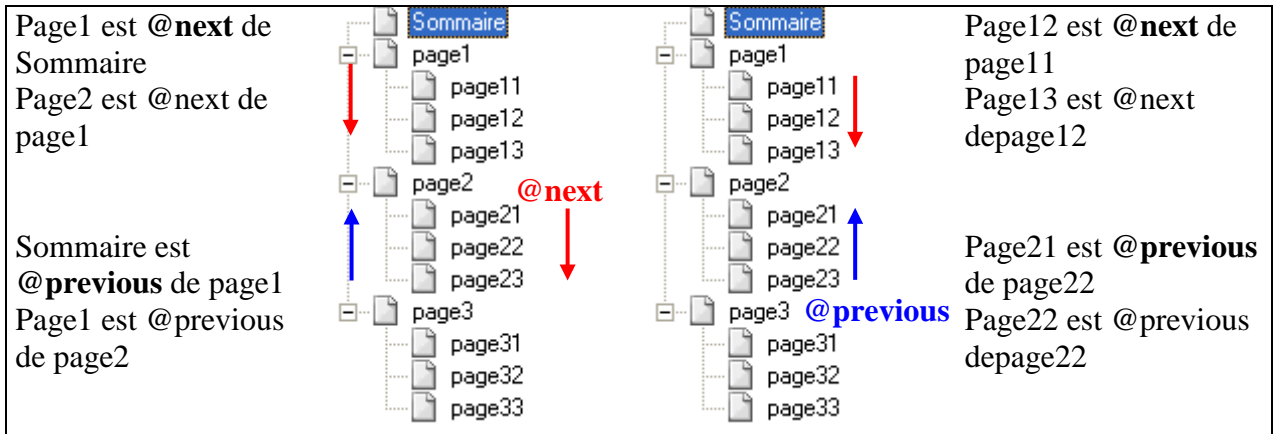 Page1 est @next de
Sommaire
Page2 est @next de
page1
Sommaire est
@previous de page1
Page1 est @previous
de page2
Sommaire
page1
page11
page12
page13
page2
page21
page22
page23
page3
page31
page32
page33
@next
Sommaire
page1
page11
page12
page13
page2
page21
page22
page23
page3
page31
page32
page33
@previous
Page12 est @next de
page11
Page13 est @next
depage12
Page21 est @previous
de page22
Page22 est @previous
depage22